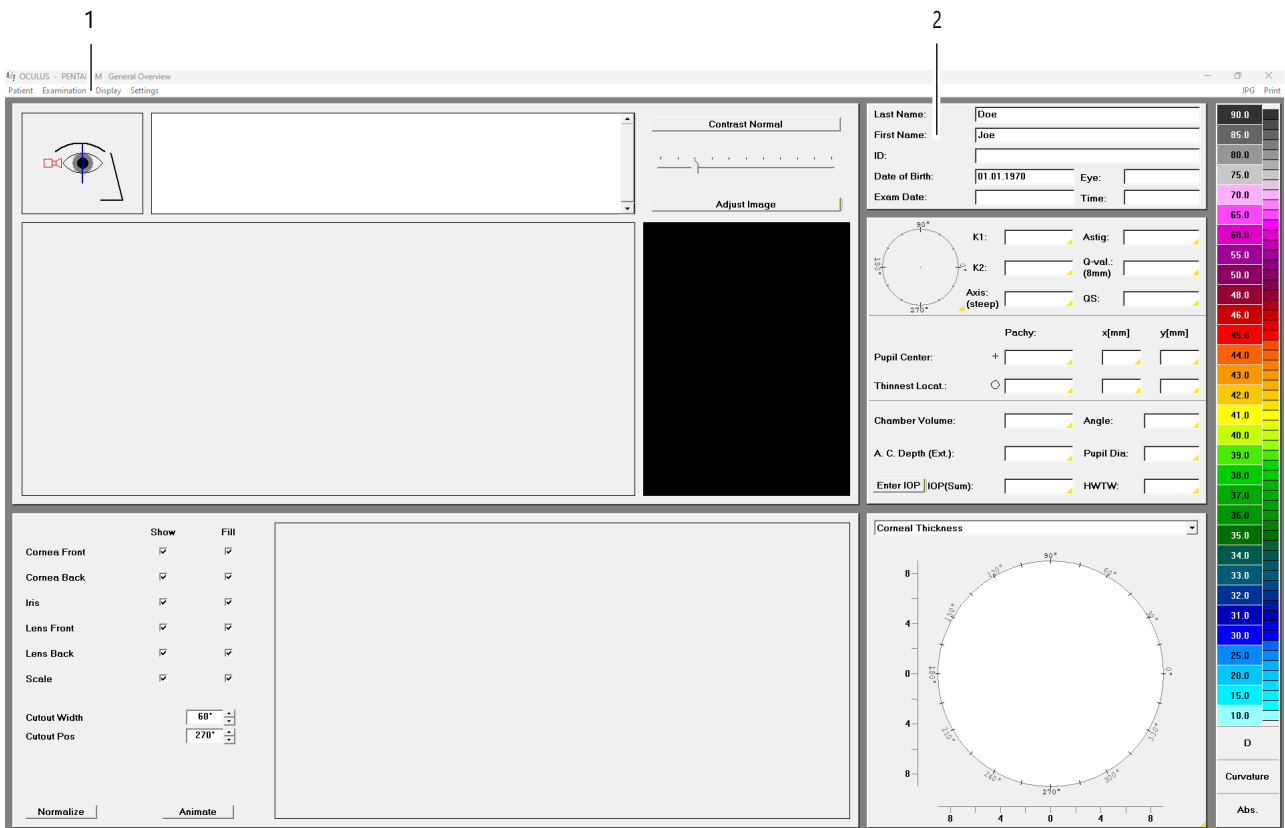 1
2
OCULUS - PENTACAM General Overview
Patient Examination Display Settings
JPG Print
Contrast Normal
Adjust Image
Last Name: Doe
First Name: Joe
ID:
Date of Birth: 01.01.1970 Eye:
Exam Date: Time:
90°
180°
0°
270°
K1: Astig:
K2: Q-val.:
(8mm)
Axis:
(steep)
QS:
Pachy: x[mm] y[mm]
Pupil Center: +
Thinnest Locat.:
Chamber Volume: Angle:
A. C. Depth (Ext.): Pupil Dia:
Enter IOP IOP(Sum): HWTW:
Show Fill
Cornea Front
Cornea Back
Iris
Lens Front
Lens Back
Scale
Cutout Width 60°
Cutout Pos 270°
Normalize Animate
Corneal Thickness
90°
120° 60°
150° 30°
180° 0°
210° 330°
240° 300°
270°
8
4
0
4
8
8 4 0 4 8
90.0
85.0
80.0
75.0
70.0
65.0
60.0
55.0
50.0
48.0
46.0
45.0
44.0
43.0
42.0
41.0
40.0
39.0
38.0
37.0
36.0
35.0
34.0
33.0
32.0
31.0
30.0
25.0
20.0
15.0
10.0
D
Curvature
Abs.